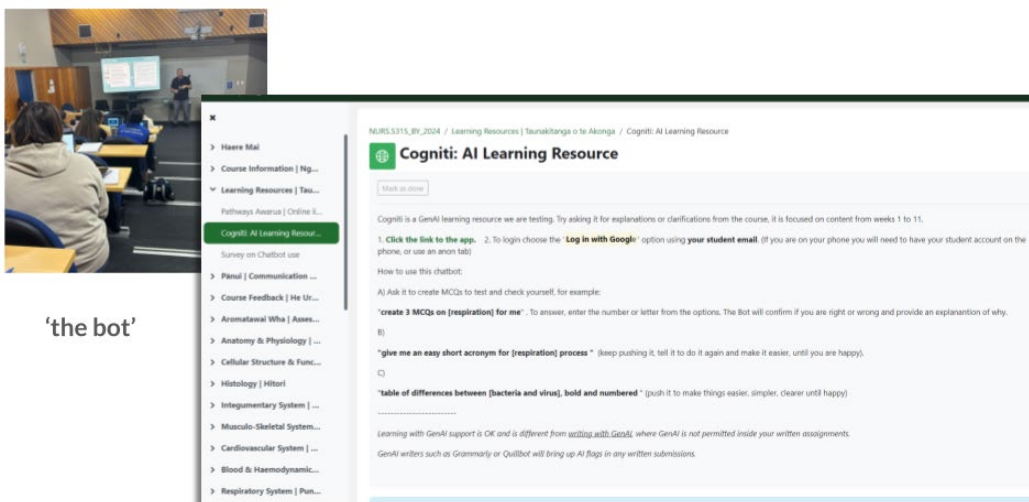 ‘the bot’
✖
> Haere Mai
> Course Information | Ng...
Learning Resources | Tau...
Pathways Awarua | Online li...
Cogniti: AI Learning Resour...
Survey on Chatbot use
> Pānui | Communication ...
> Course Feedback | He Ur...
> Aromatawai Wha | Asses...
> Anatomy & Physiology | ...
> Cellular Structure & Func...
> Histology | Hītori
> Integumentary System | ...
> Musculo-Skeletal System...
> Cardiovascular System | ...
> Blood & Haemodynamic...
> Respiratory System | Pun...
NURS.5315_BY_2024 / Learning Resources | Taunakitanga o te Akonga / Cogniti: AI Learning Resource
Cogniti: AI Learning Resource
Mark as done
Cogniti is a GenAI learning resource we are testing. Try asking it for explanations or clarifications from the course, it is focused on content from weeks 1 to 11.
1. Click the link to the app. 2. To login choose the 'Log in with Google' option using your student email. (If you are on your phone you will need to have your student account on the
phone, or use an anon tab)
How to use this chatbot:
A) Ask it to create MCQs to test and check yourself, for example:
"create 3 MCQs on [respiration] for me" . To answer, enter the number or letter from the options. The Bot will confirm if you are right or wrong and provide an explanantion of why.
B)
"give me an easy short acronym for [respiration] process " (keep pushing it, tell it to do it again and make it easier, until you are happy).
C)
"table of differences between [bacteria and virus], bold and numbered " (push it to make things easier, simpler, clearer until happy)
-------------------------
Learning with GenAI support is OK and is different from writing with GenAI, where GenAI is not permitted inside your written assaignments.
GenAI writers such as Grammarly or Quillbot will bring up AI flags in any written submissions.